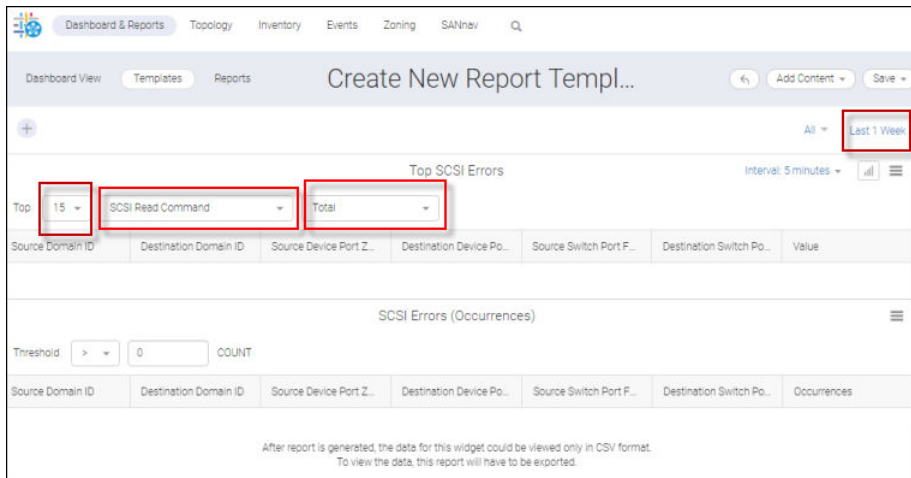 Dashboard & Reports Topology Inventory Events Zoning SANnav
Dashboard View Templates Reports Create New Report Templ... Add Content Save
All Last 1 Week
Top SCSI Errors Interval: 5 minutes
Top 15 SCSI Read Command Total
Source Domain ID Destination Domain ID Source Device Port Z... Destination Device Po... Source Switch Port F... Destination Switch Po... Value
SCSI Errors (Occurrences)
Threshold > 0 COUNT
Source Domain ID Destination Domain ID Source Device Port Z... Destination Device Po... Source Switch Port F... Destination Switch Po... Occurrences
After report is generated, the data for this widget could be viewed only in CSV format.
To view the data, this report will have to be exported.